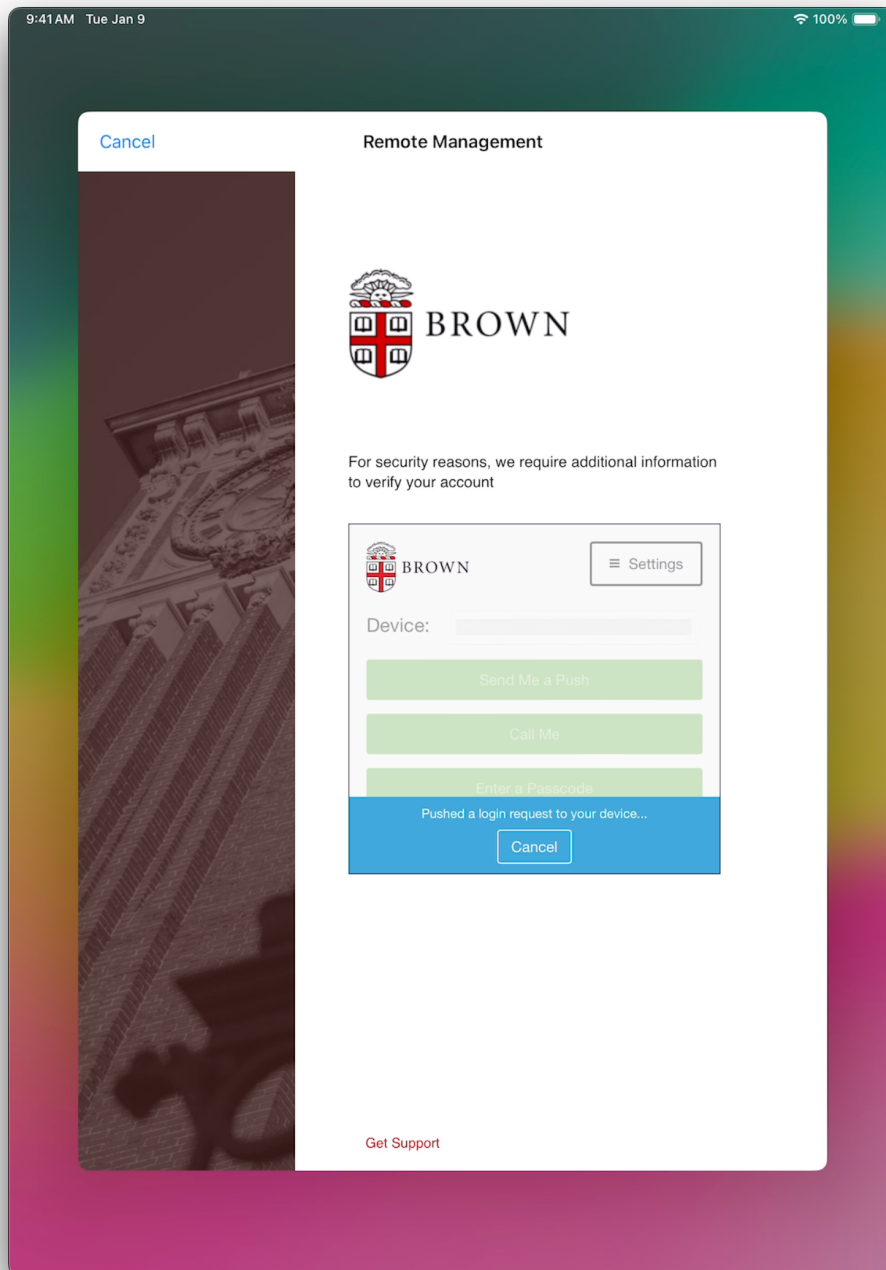 9:41 AM Tue Jan 9
100%
Cancel
Remote Management
BROWN
For security reasons, we require additional information
to verify your account
BROWN
≡ Settings
Device:
Send Me a Push
Call Me
Enter a Passcode
Pushed a login request to your device...
Cancel
Get Support